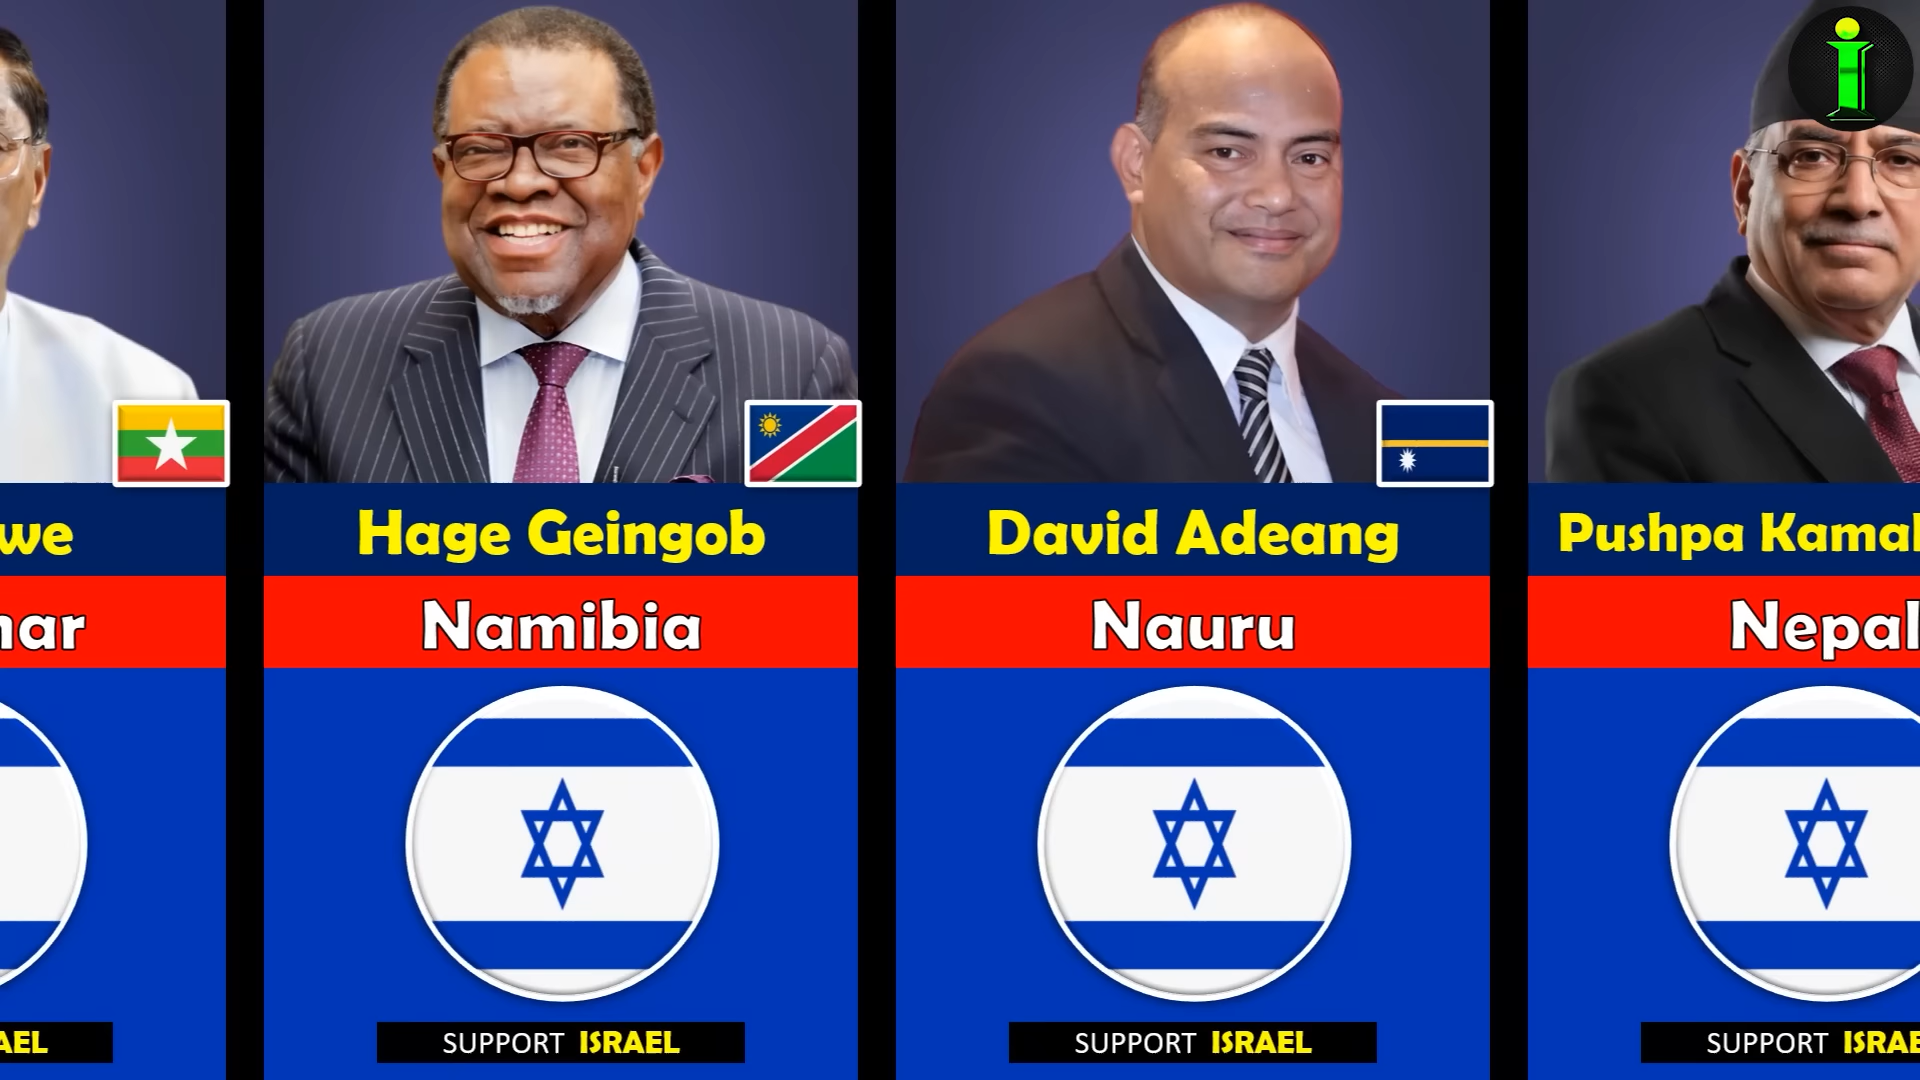 we
Hage Geingob
David Adeang
Pushpa Kamal
nar
Namibia
Nauru
Nepal
AEL
SUPPORT ISRAEL
SUPPORT ISRAEL
SUPPORT ISRAE